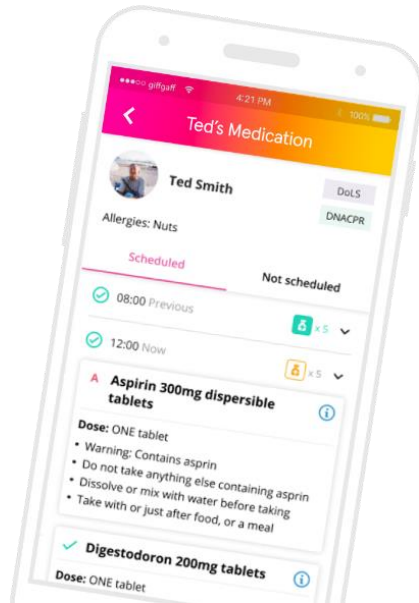 giffgaff
4:21 PM
100%
Ted's Medication
Ted Smith
DoLS
DNACPR
Allergies: Nuts
Scheduled
Not scheduled
08:00 Previous
x 5
12:00 Now
x 5
A Aspirin 300mg dispersible
tablets
Dose: ONE tablet
• Warning: Contains asprin
• Do not take anything else containing asprin
• Dissolve or mix with water before taking
• Take with or just after food, or a meal
Digestodoron 200mg tablets
Dose: ONE tablet